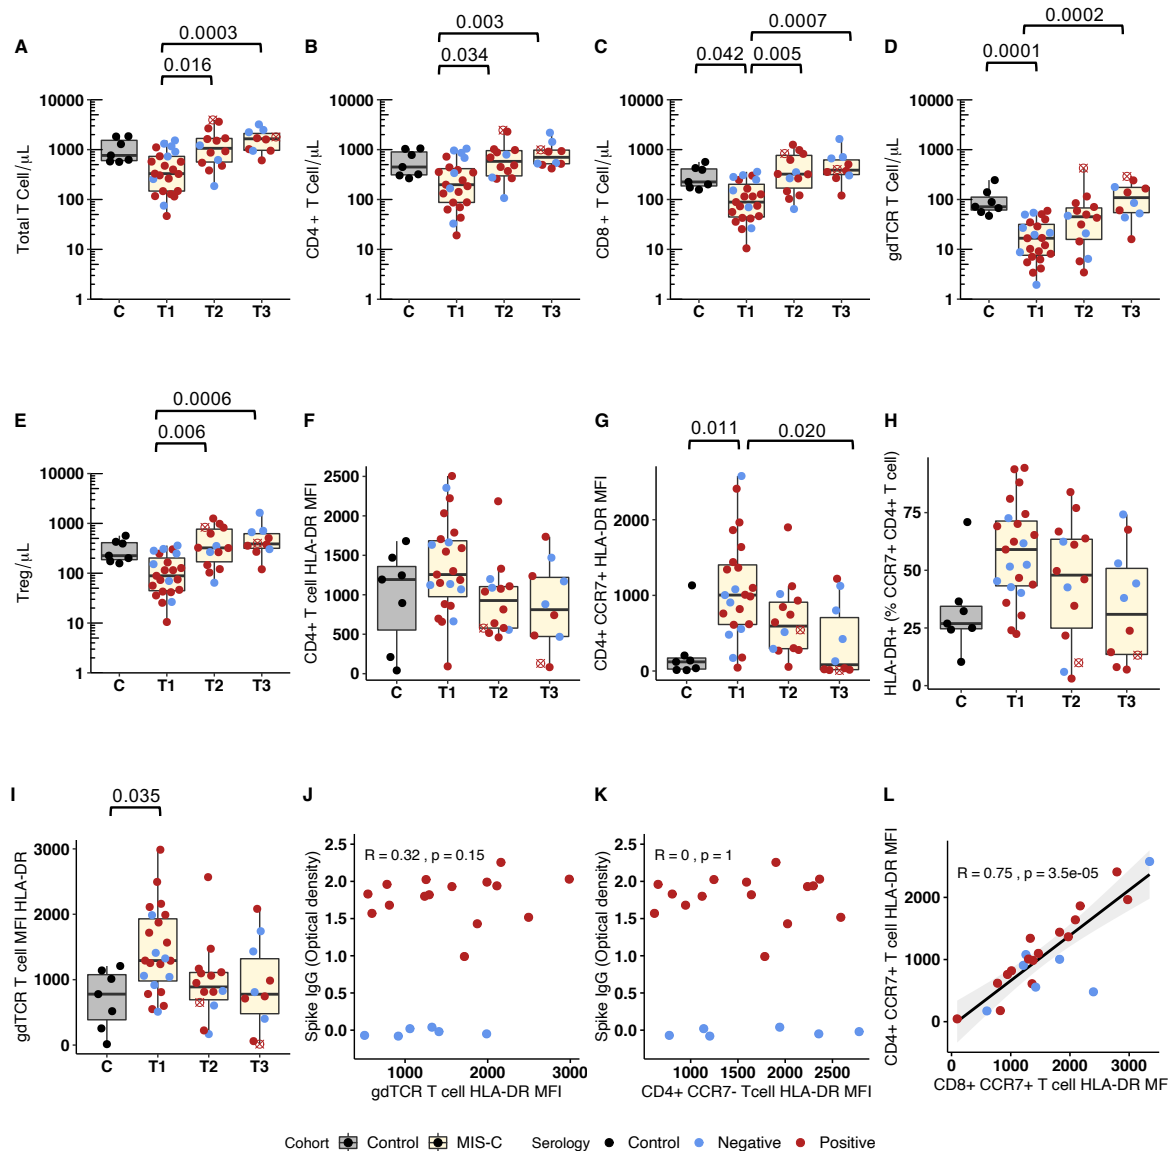 A
0.0003
0.016
Total T Cell/μL
10000
1000
100
10
1
C T1 T2 T3
B
0.003
0.034
CD4+ T Cell/μL
10000
1000
100
10
1
C T1 T2 T3
C
0.0007
0.042 0.005
CD8+ T Cell/μL
10000
1000
100
10
1
C T1 T2 T3
D
0.0002
0.0001
gdTCR T Cell/μL
10000
1000
100
10
1
C T1 T2 T3
E
0.0006
0.006
Treg/μL
10000
1000
100
10
1
C T1 T2 T3
F
CD4+ T cell HLA-DR MFI
2500
2000
1500
1000
500
0
C T1 T2 T3
G
0.011 0.020
CD4+ CCR7+ HLA-DR MFI
2000
1000
0
C T1 T2 T3
H
HLA-DR+ (% CCR7+ CD4+ T cell)
75
50
25
0
C T1 T2 T3
I
0.035
gdTCR T cell MFI HLA-DR
3000
2000
1000
0
C T1 T2 T3
J
R = 0.32 , p = 0.15
Spike IgG (Optical density)
2.5
2.0
1.5
1.0
0.5
0.0
1000 2000 3000
gdTCR T cell HLA-DR MFI
K
R = 0 , p = 1
Spike IgG (Optical density)
2.5
2.0
1.5
1.0
0.5
0.0
1000 1500 2000 2500
CD4+ CCR7- Tcell HLA-DR MFI
L
R = 0.75 , p = 3.5e-05
CD4+ CCR7+ T cell HLA-DR MFI
2000
1000
0
0 1000 2000 3000
CD8+ CCR7+ T cell HLA-DR MF
Cohort Control MIS-C Serology Control Negative Positive